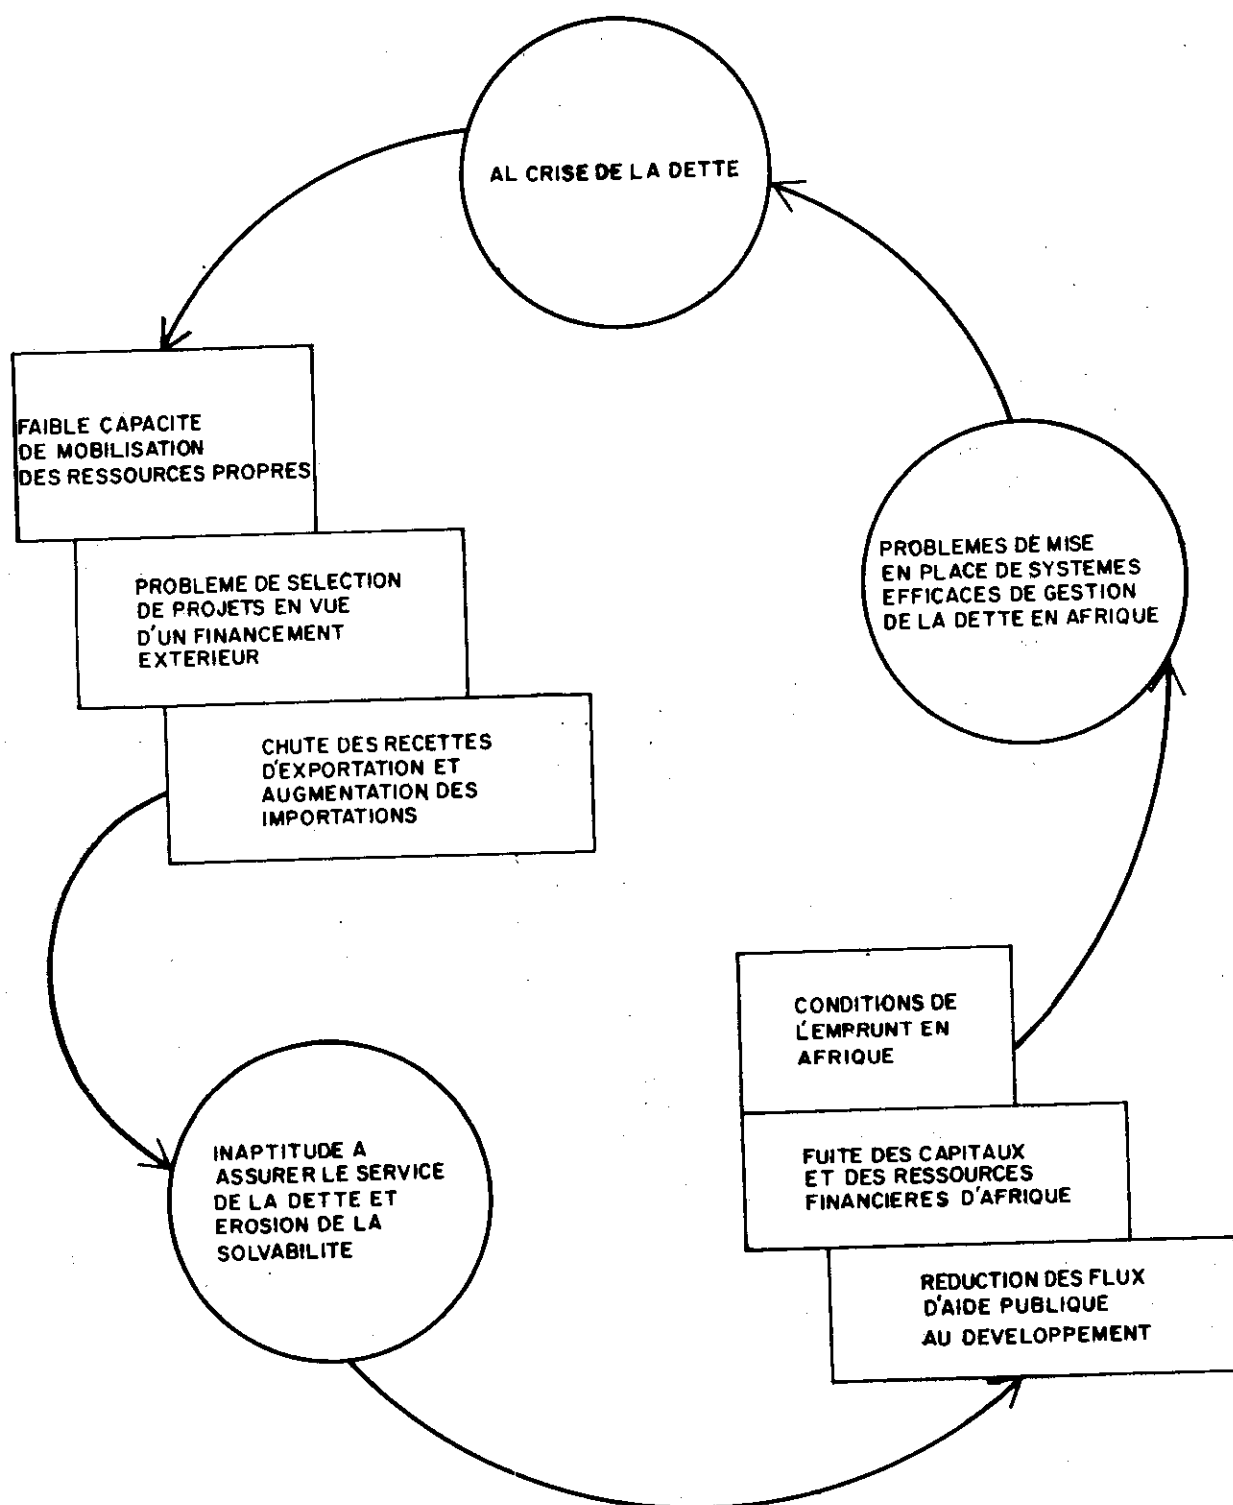 AL CRISE DE LA DETTE
FAIBLE CAPACITE
DE MOBILISATION
DES RESSOURCES PROPRES
PROBLEME DE SELECTION
DE PROJETS EN VUE
D'UN FINANCEMENT
EXTERIEUR
CHUTE DES RECETTES
D'EXPORTATION ET
AUGMENTATION DES
IMPORTATIONS
INAPTITUDE A
ASSURER LE SERVICE
DE LA DETTE ET
EROSION DE LA
SOLVABILITE
PROBLEMES DE MISE
EN PLACE DE SYSTEMES
EFFICACES DE GESTION
DE LA DETTE EN AFRIQUE
CONDITIONS DE
L'EMPRUNT EN
AFRIQUE
FUITE DES CAPITAUX
ET DES RESSOURCES
FINANCIERES D'AFRIQUE
REDUCTION DES FLUX
D'AIDE PUBLIQUE
AU DEVELOPPEMENT